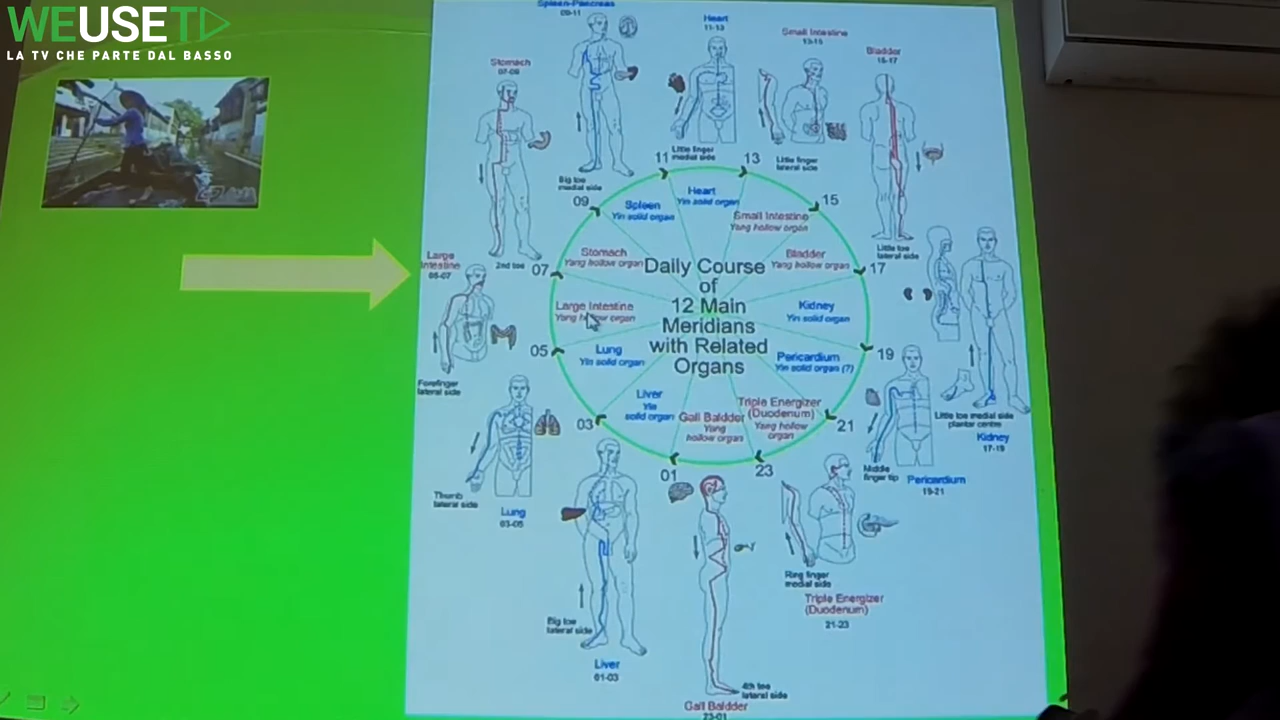 WEUSETV
LA TV CHE PARTE DAL BASSO
Spleen-Pancreas
09-11
Heart
11-13
Small Intestine
13-15
Bladder
15-17
Stomach
07-09
Little finger
medial side
Little finger
lateral side
Big toe
medial side
Little toe
lateral side
2nd toe
Large
Intestine
05-07
11
13
09
15
07
17
05
19
03
21
01
23
Heart
Yin solid organ
Spleen
Yin solid organ
Small Intestine
Yang hollow organ
Stomach
Yang hollow organ
Bladder
Yang hollow organ
Large Intestine
Yang hollow organ
Kidney
Yin solid organ
Lung
Yin solid organ
Pericardium
Yin solid organ (?)
Liver
Yin
solid organ
Gall Baldder
Yang
hollow organ
Triple Energizer
(Duodenum)
Yang hollow
organ
Daily Course
of
12 Main
Meridians
with Related
Organs
Forefinger
lateral side
Thumb
lateral side
Lung
03-05
Little toe medial side
plantar centre
Kidney
17-19
Middle
finger tip
Pericardium
19-21
Ring finger
medial side
Triple Energizer
(Duodenum)
21-23
Big toe
lateral side
Liver
01-03
4th toe
lateral side
Gall Baldder
23-01